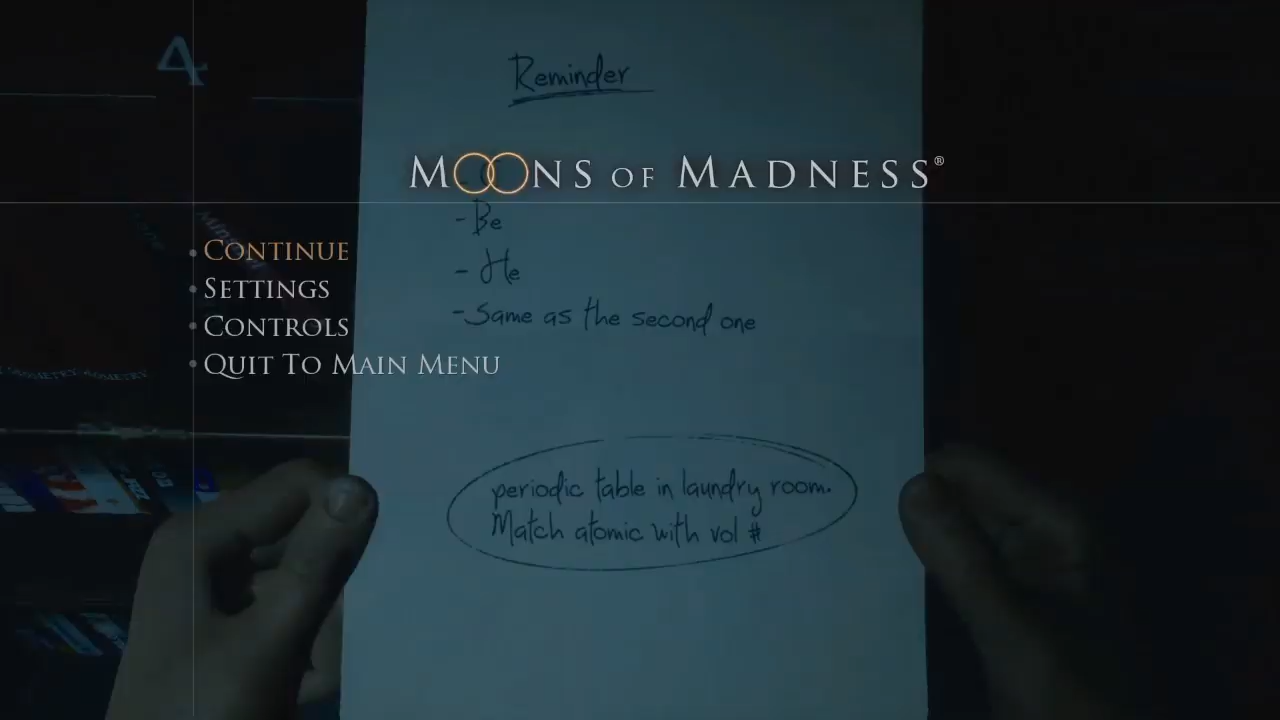 4
Reminder
MOONS OF MADNESS®
- Be
CONTINUE
- He
SETTINGS
- Same as the second one
CONTROLS
QUIT TO MAIN MENU
periodic table in laundry room.
Match atomic with vol #